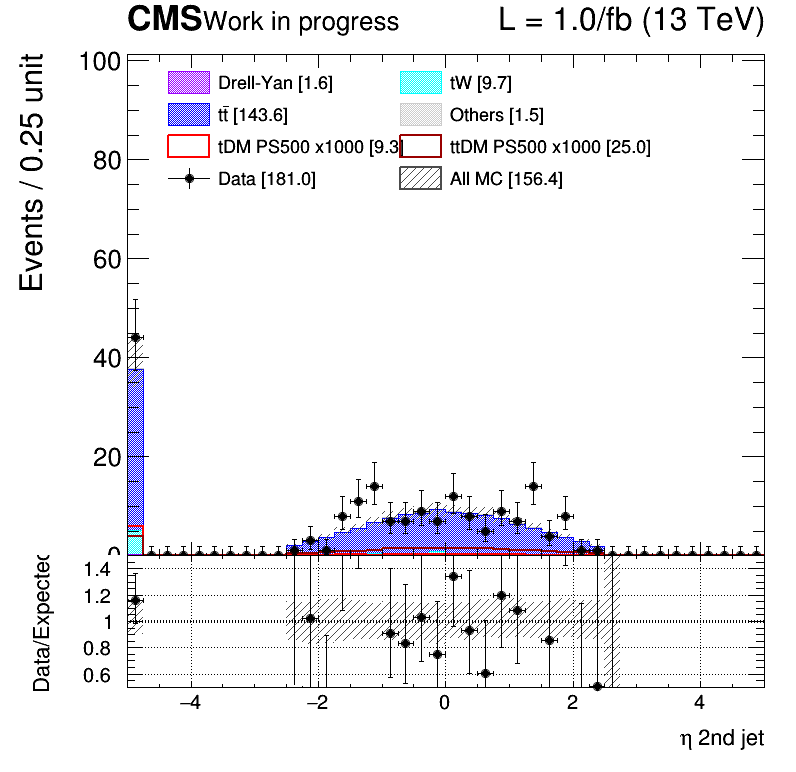 CMS Work in progress L = 1.0/fb (13 TeV)
Events / 0.25 unit
100
80
60
40
20
0
Drell-Yan [1.6] tW [9.7]
tt̄ [143.6] Others [1.5]
tDM PS500 x1000 [9.3 ttDM PS500 x1000 [25.0]
Data [181.0] All MC [156.4]
Data/Expected
1.4
1.2
1
0.8
0.6
−4 −2 0 2 4
η 2nd jet